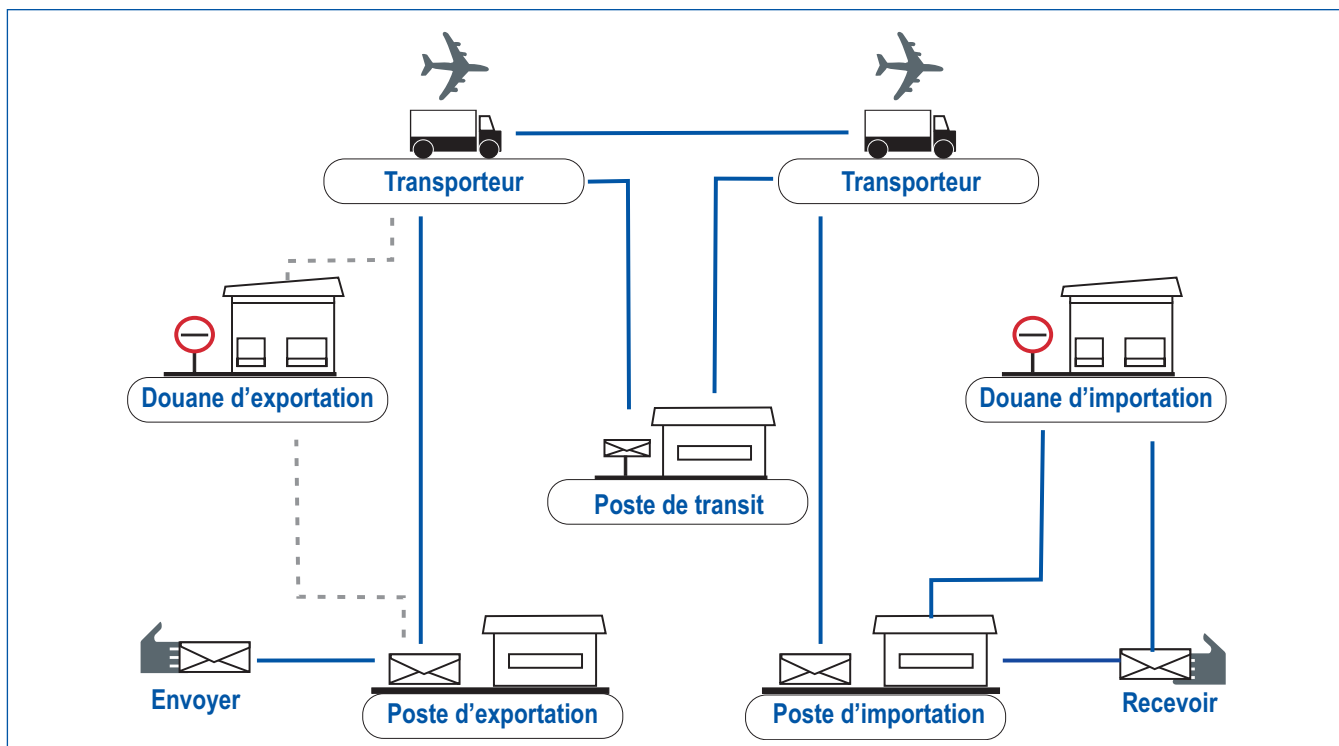 Transporteur
Transporteur
Douane d’exportation
Douane d’importation
Poste de transit
Envoyer
Poste d’exportation
Poste d’importation
Recevoir